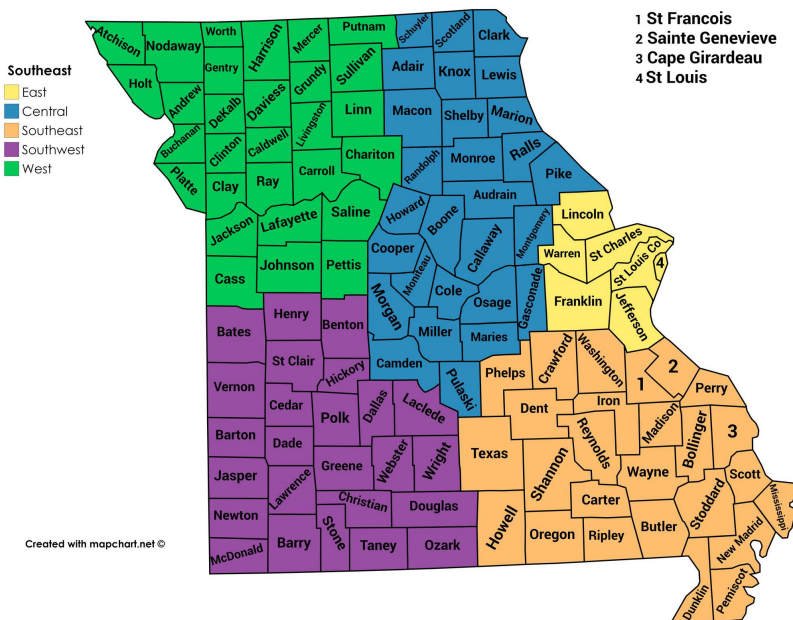 1 St Francois
2 Sainte Genevieve
3 Cape Girardeau
4 St Louis
Southeast
East
Central
Southeast
Southwest
West
Atchison
Nodaway
Worth
Harrison
Mercer
Putnam
Schuyler
Scotland
Clark
Holt
Andrew
Gentry
DeKalb
Daviess
Grundy
Sullivan
Adair
Knox
Lewis
Buchanan
Clinton
Caldwell
Livingston
Linn
Macon
Shelby
Marion
Platte
Clay
Ray
Carroll
Chariton
Randolph
Monroe
Ralls
Pike
Audrain
Jackson
Lafayette
Saline
Howard
Boone
Callaway
Montgomery
Lincoln
Warren
St Charles
St Louis Co
4
Cass
Johnson
Pettis
Cooper
Moniteau
Cole
Osage
Gasconade
Franklin
Jefferson
Bates
Henry
Benton
Morgan
Miller
Maries
St Clair
Hickory
Camden
Pulaski
Phelps
Crawford
Washington
1
2
Perry
Vernon
Cedar
Polk
Dallas
Laclede
Dent
Iron
Madison
Bollinger
3
Barton
Dade
Greene
Webster
Wright
Texas
Shannon
Reynolds
Wayne
Scott
Jasper
Lawrence
Christian
Douglas
Howell
Carter
Stoddard
Mississippi
Newton
McDonald
Barry
Stone
Taney
Ozark
Oregon
Ripley
Butler
New Madrid
Dunklin
Pemiscot
Created with mapchart.net ©